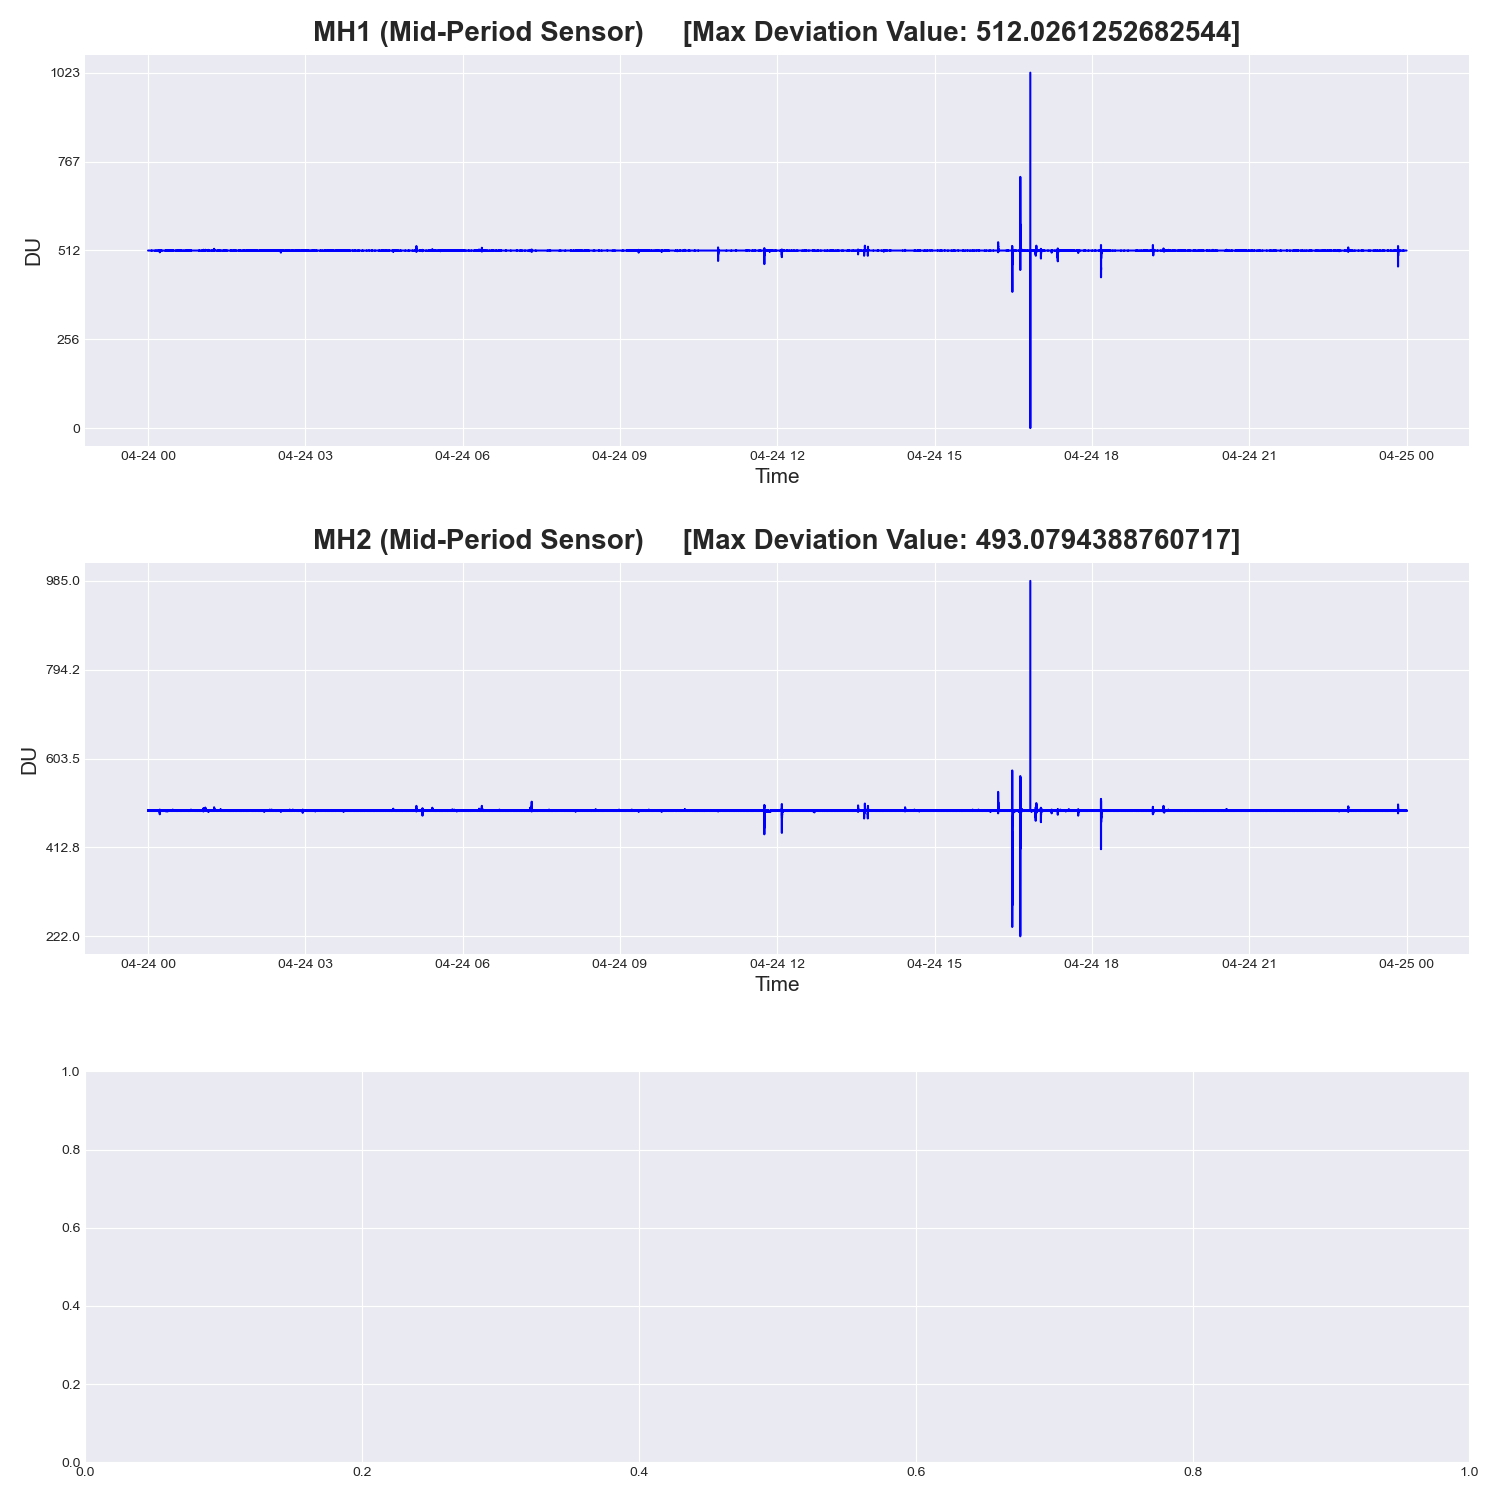 MH1 (Mid-Period Sensor) [Max Deviation Value: 512.0261252682544]
1023
767
512
256
0
DU
04-24 00 04-24 03 04-24 06 04-24 09 04-24 12 04-24 15 04-24 18 04-24 21 04-25 00
Time
MH2 (Mid-Period Sensor) [Max Deviation Value: 493.0794388760717]
985.0
794.2
603.5
412.8
222.0
DU
04-24 00 04-24 03 04-24 06 04-24 09 04-24 12 04-24 15 04-24 18 04-24 21 04-25 00
Time
1.0
0.8
0.6
0.4
0.2
0.0
0.0 0.2 0.4 0.6 0.8 1.0